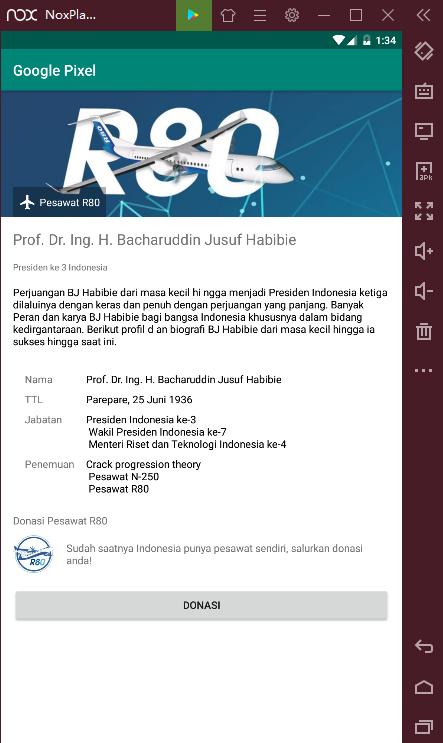 nox NoxPla...
1:34
Google Pixel
R80
Pesawat R80
Prof. Dr. Ing. H. Bacharuddin Jusuf Habibie
Presiden ke 3 Indonesia
Perjuangan BJ Habibie dari masa kecil hi ngga menjadi Presiden Indonesia ketiga
dilaluinya dengan keras dan penuh dengan perjuangan yang panjang. Banyak
Peran dan karya BJ Habibie bagi bangsa Indonesia khususnya dalam bidang
kedirgantaraan. Berikut profil d an biografi BJ Habibie dari masa kecil hingga ia
sukses hingga saat ini.
Nama Prof. Dr. Ing. H. Bacharuddin Jusuf Habibie
TTL Parepare, 25 Juni 1936
Jabatan Presiden Indonesia ke-3
Wakil Presiden Indonesia ke-7
Menteri Riset dan Teknologi Indonesia ke-4
Penemuan Crack progression theory
Pesawat N-250
Pesawat R80
Donasi Pesawat R80
R80
Sudah saatnya Indonesia punya pesawat sendiri, salurkan donasi
anda!
DONASI
3Pk